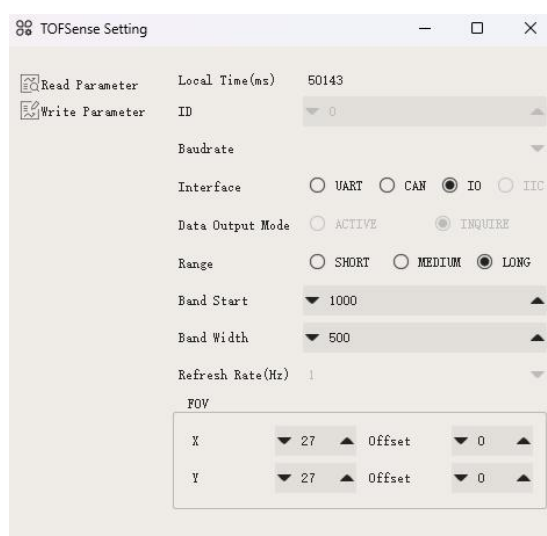 TOFSense Setting
Read Parameter
Write Parameter
Local Time(ms) 50143
ID 0
Baudrate
Interface UART CAN IO IIC
Data Output Mode ACTIVE INQUIRE
Range SHORT MEDIUM LONG
Band Start 1000
Band Width 500
Refresh Rate(Hz) 1
FOV
X 27 Offset 0
Y 27 Offset 0